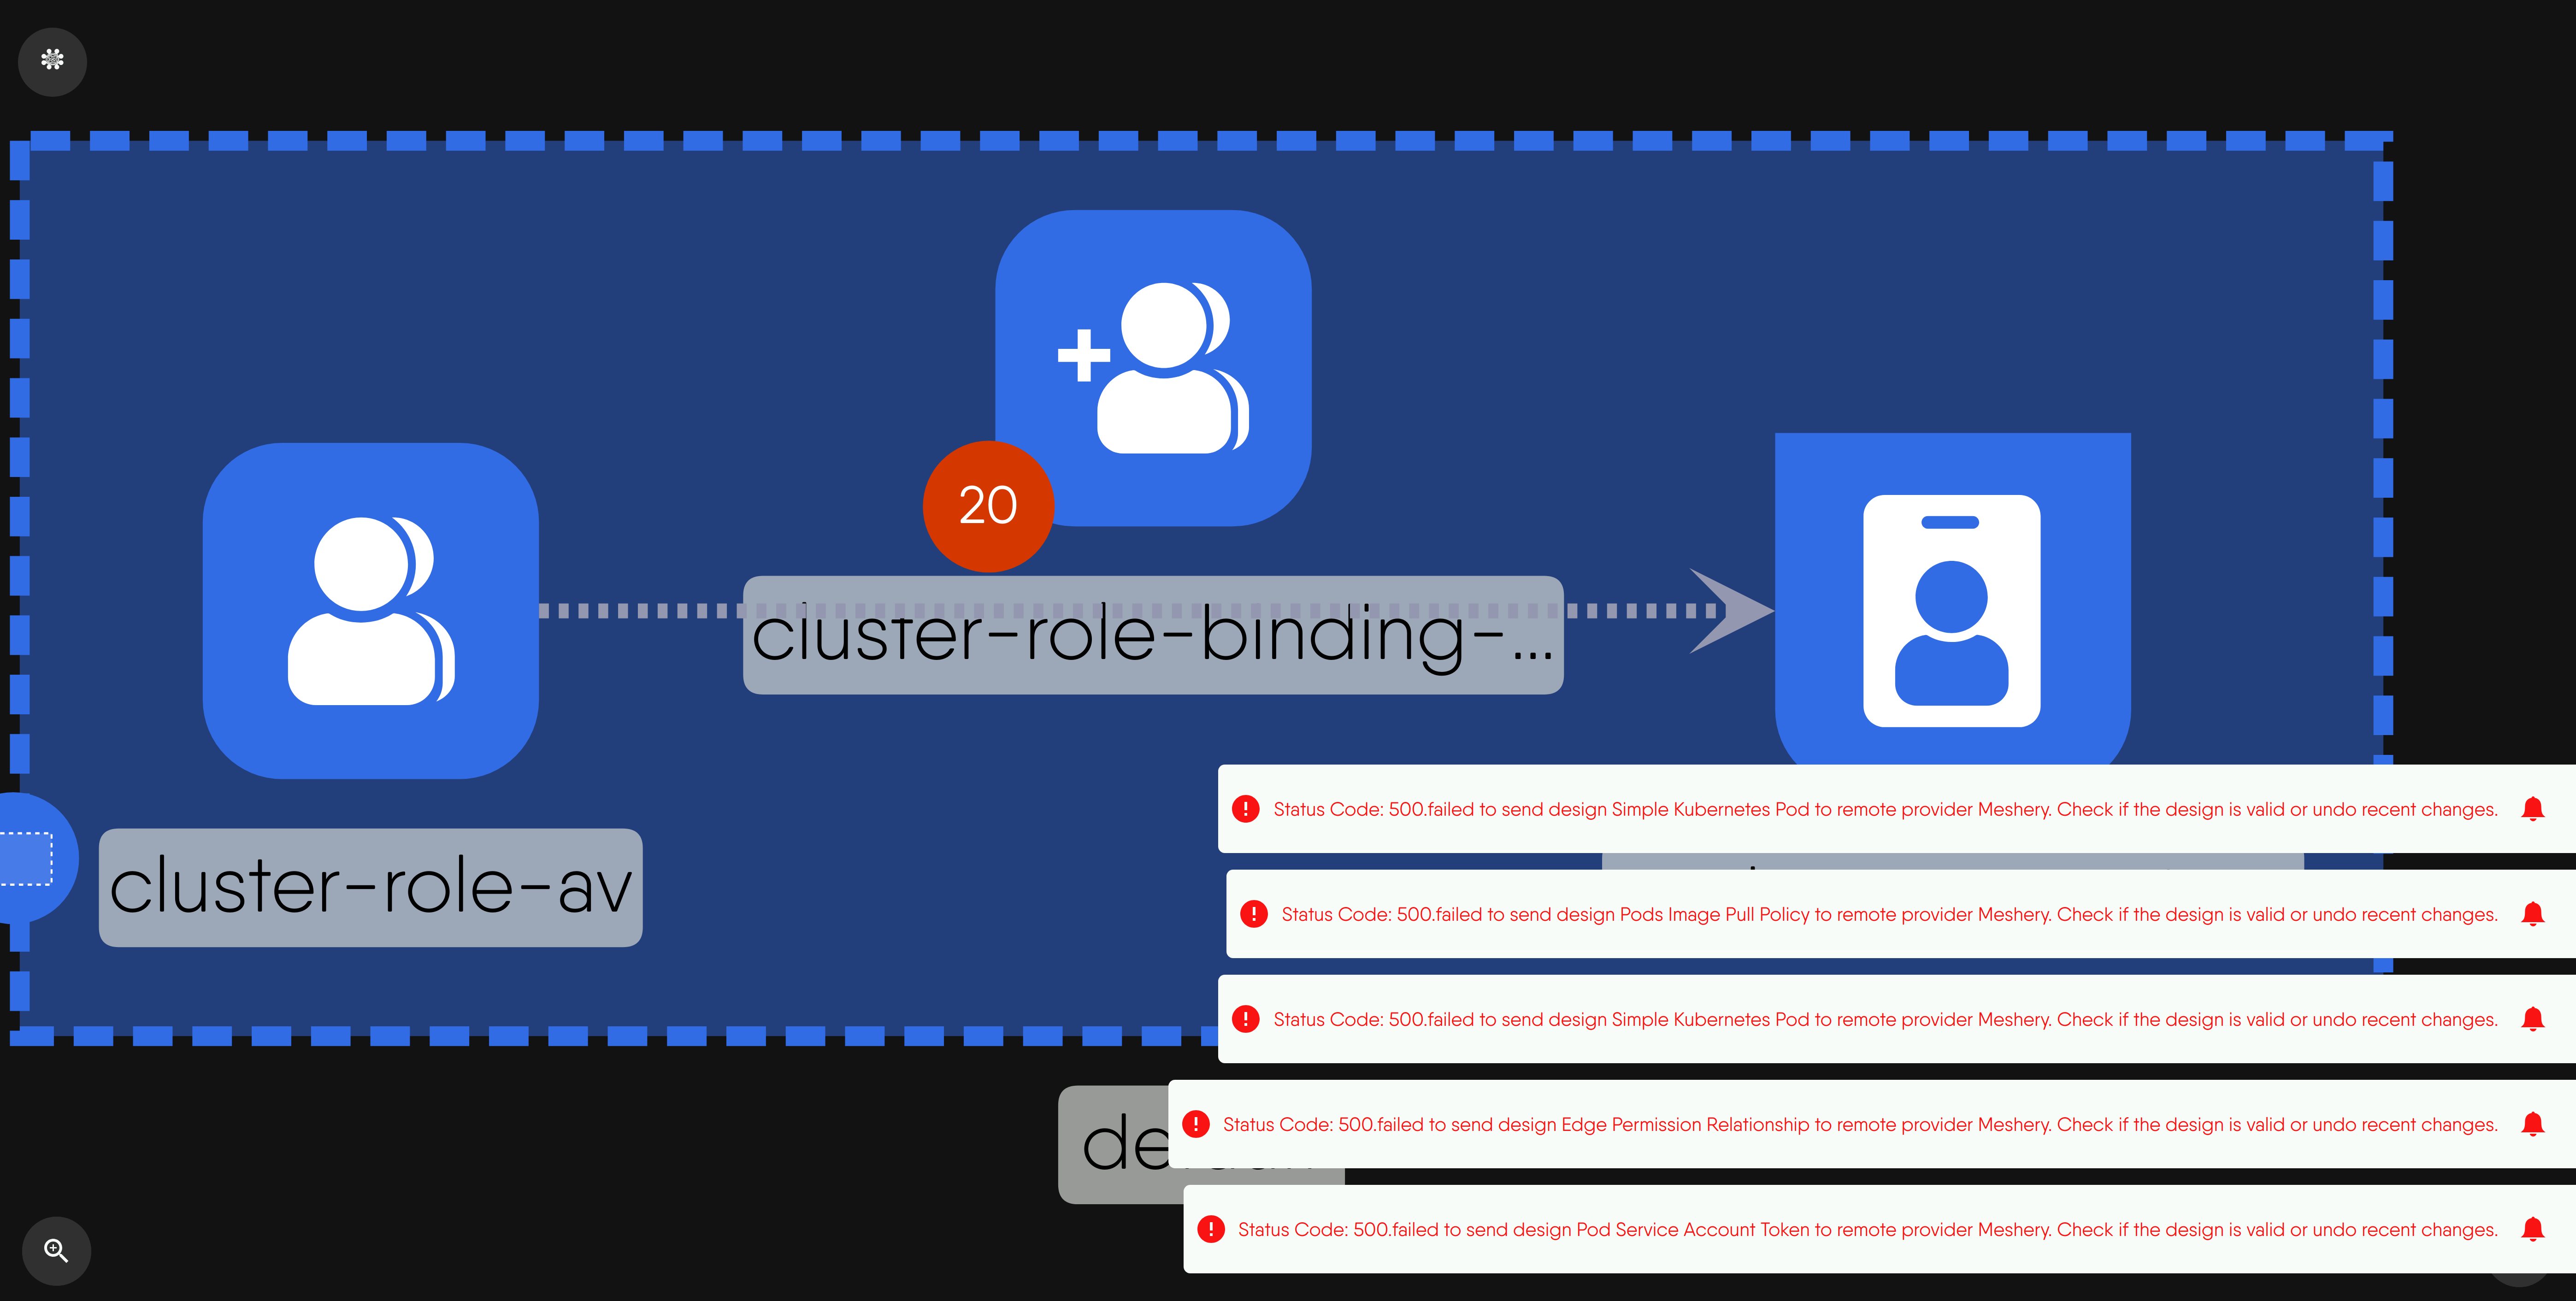 20
cluster-role-binding-...
cluster-role-av
Status Code: 500.failed to send design Simple Kubernetes Pod to remote provider Meshery. Check if the design is valid or undo recent changes.
Status Code: 500.failed to send design Pods Image Pull Policy to remote provider Meshery. Check if the design is valid or undo recent changes.
Status Code: 500.failed to send design Simple Kubernetes Pod to remote provider Meshery. Check if the design is valid or undo recent changes.
Status Code: 500.failed to send design Edge Permission Relationship to remote provider Meshery. Check if the design is valid or undo recent changes.
Status Code: 500.failed to send design Pod Service Account Token to remote provider Meshery. Check if the design is valid or undo recent changes.